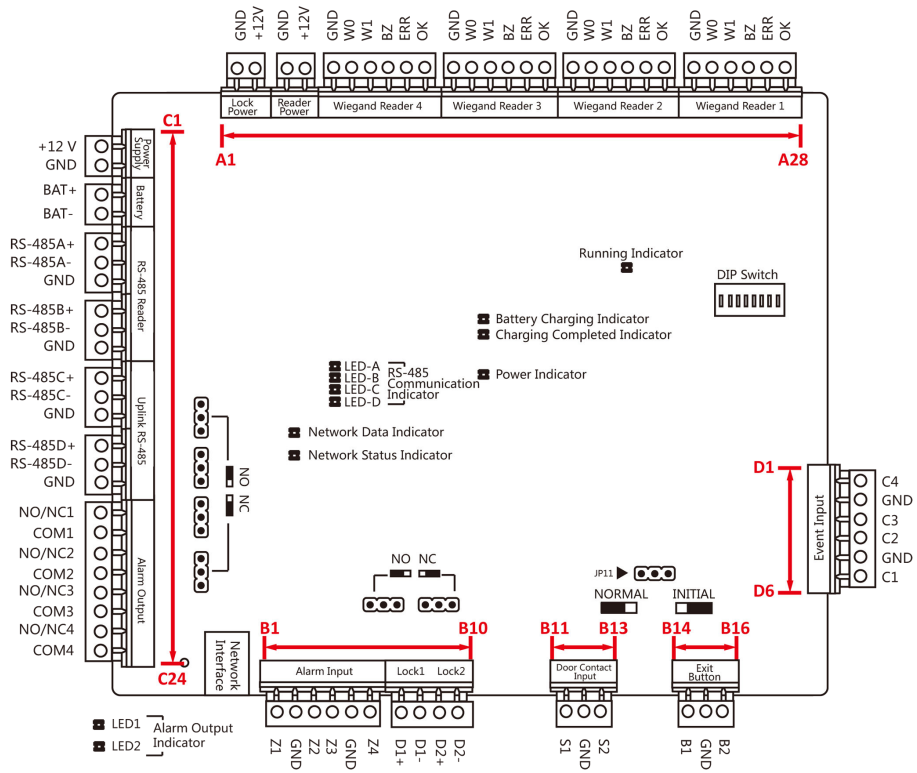 GND
+12V
GND
+12V
GND
W0
W1
BZ
ERR
OK
GND
W0
W1
BZ
ERR
OK
GND
W0
W1
BZ
ERR
OK
GND
W0
W1
BZ
ERR
OK
Lock
Power
Reader
Power
Wiegand Reader 4
Wiegand Reader 3
Wiegand Reader 2
Wiegand Reader 1
A1
A28
C1
+12 V
GND
Power
Supply
BAT+
BAT-
Battery
RS-485A+
RS-485A-
GND
RS-485B+
RS-485B-
GND
RS-485 Reader
RS-485C+
RS-485C-
GND
RS-485D+
RS-485D-
GND
Uplink RS-485
NO/NC1
COM1
NO/NC2
COM2
NO/NC3
COM3
NO/NC4
COM4
Alarm Output
C24
Running Indicator
DIP Switch
Battery Charging Indicator
Charging Completed Indicator
Power Indicator
LED-A
LED-B
LED-C
LED-D
RS-485
Communication
Indicator
Network Data Indicator
Network Status Indicator
NO
NC
D1
D6
Event Input
C4
GND
C3
C2
GND
C1
NO
NC
JP11
NORMAL
INITIAL
B1
B10
B11
B13
B14
B16
Network
Interface
Alarm Input
Lock1
Lock2
Door Contact
Input
Exit
Button
Z1
GND
Z2
Z3
GND
Z4
D1+
D1-
D2+
D2-
S1
GND
S2
B1
GND
B2
LED1
LED2
Alarm Output
Indicator